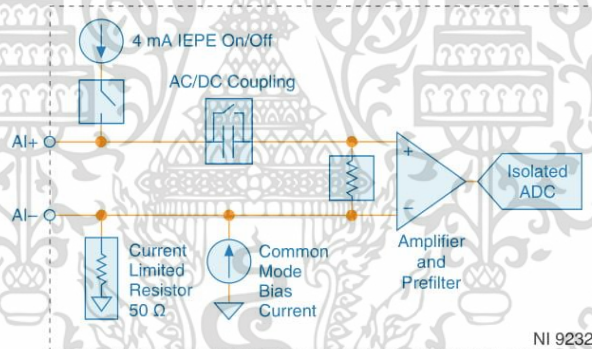 4 mA IEPE On/Off
AC/DC Coupling
AI+
+
Isolated
ADC
AI–
–
Current
Limited
Resistor
50 Ω
Common
Mode
Bias
Current
Amplifier
and
Prefilter
NI 9232